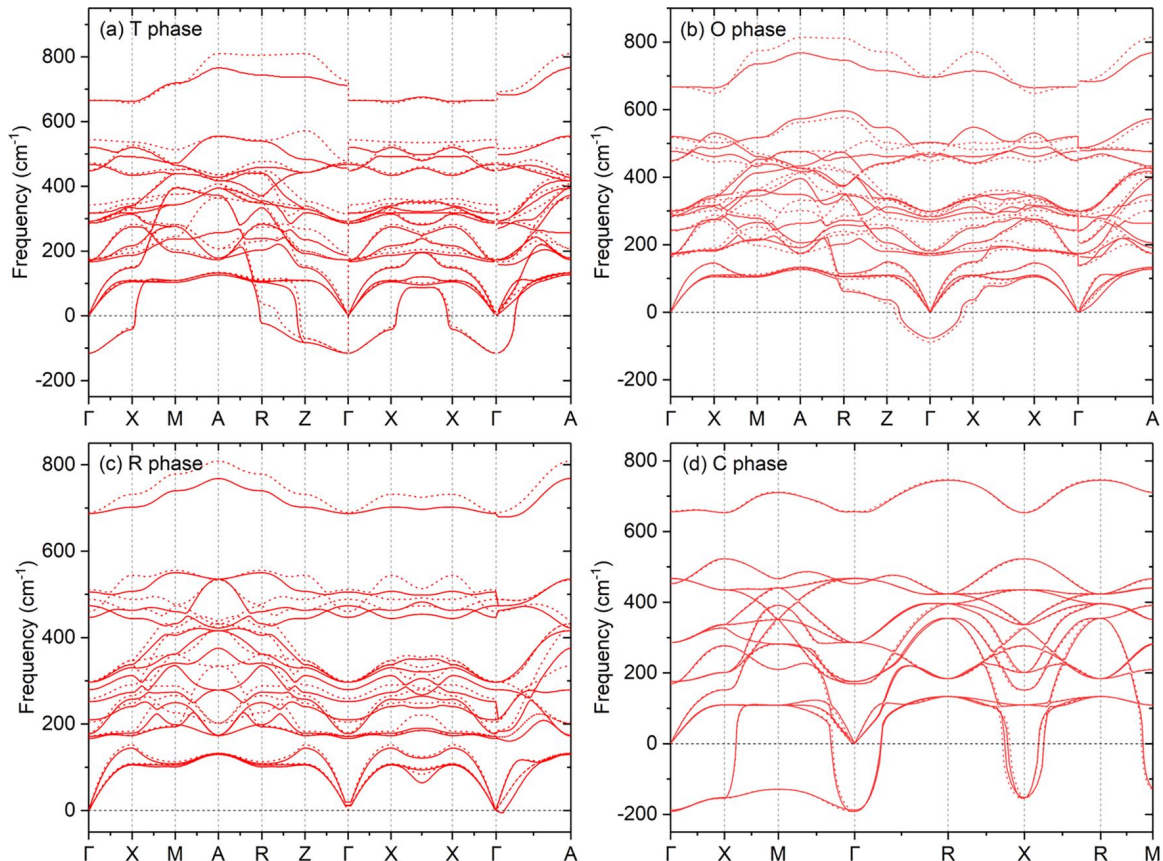 (a) T phase
800
600
400
200
0
-200
Frequency (cm⁻¹)
Γ X M A R Z Γ X X Γ A
(b) O phase
800
600
400
200
0
-200
Frequency (cm⁻¹)
Γ X M A R Z Γ X X Γ A
(c) R phase
800
600
400
200
0
Frequency (cm⁻¹)
Γ X M A R Z Γ X X Γ A
(d) C phase
800
600
400
200
0
-200
Frequency (cm⁻¹)
Γ X M Γ R X R M